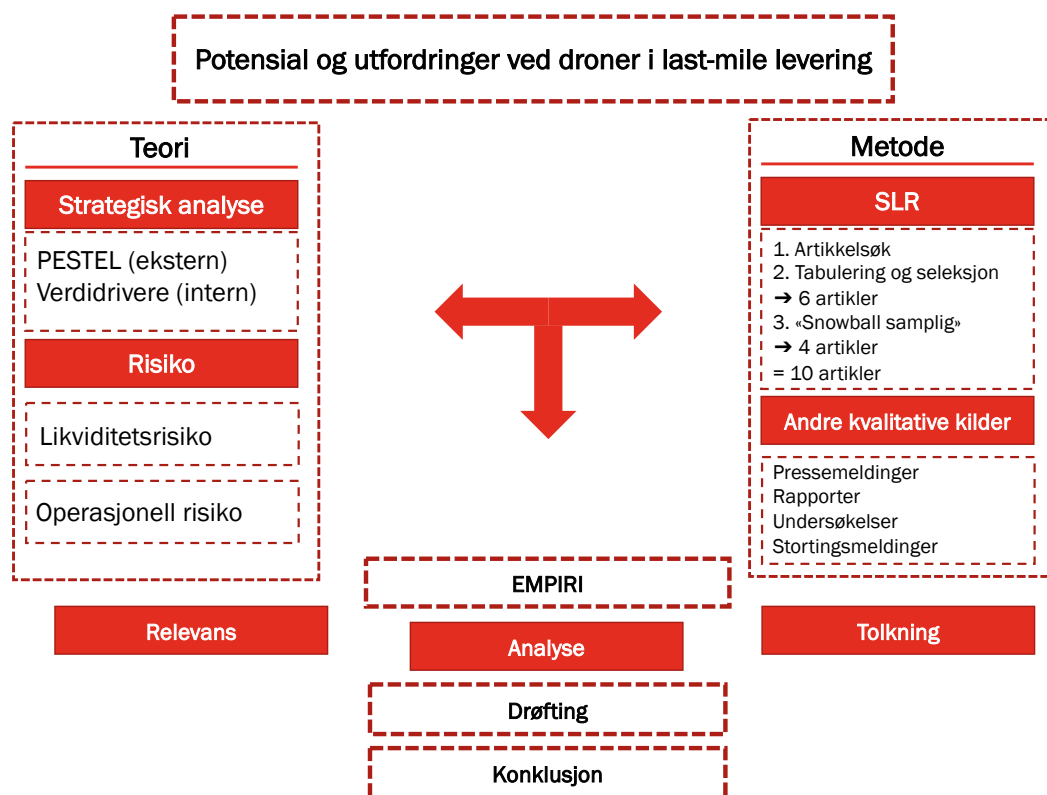 Potensial og utfordringer ved droner i last-mile levering
Teori
Strategisk analyse
PESTEL (ekstern)
Verdidrivere (intern)
Risiko
Likviditetsrisiko
Operasjonell risiko
Relevans
Metode
SLR
1. Artikkelsøk
2. Tabulering og seleksjon
➔ 6 artikler
3. «Snowball samplig»
➔ 4 artikler
= 10 artikler
Andre kvalitative kilder
Pressemeldinger
Rapporter
Undersøkelser
Stortingsmeldinger
Tolkning
EMPIRI
Analyse
Drøfting
Konklusjon